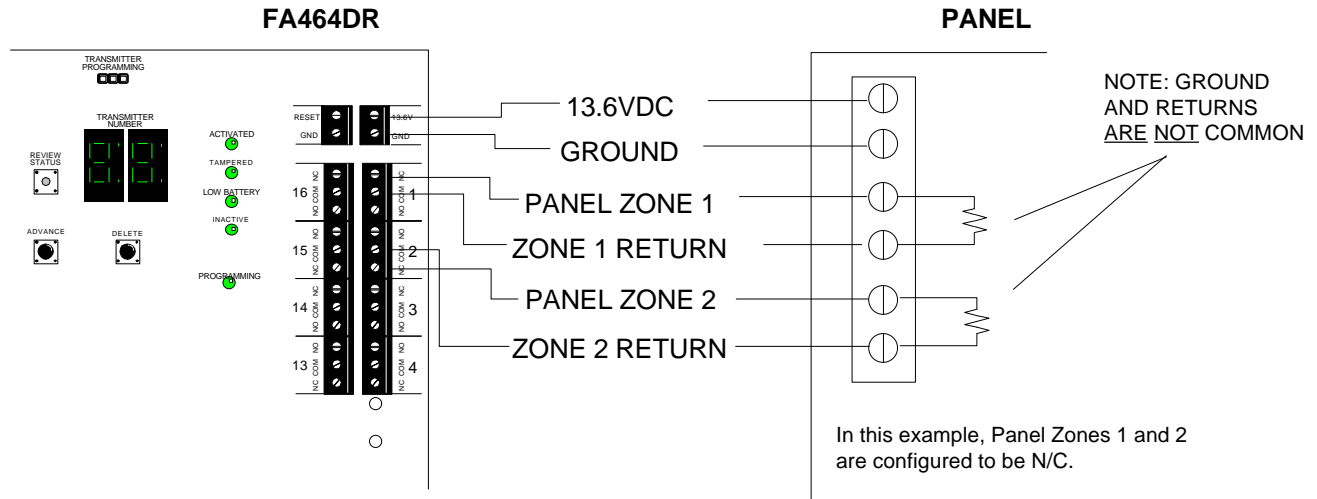 FA464DR
PANEL
TRANSMITTER
PROGRAMMING
TRANSMITTER
NUMBER
REVIEW
STATUS
ADVANCE
DELETE
ACTIVATED
TAMPERED
LOW BATTERY
INACTIVE
PROGRAMMING
RESET
GND
13.6V
GND
16
NC
COM
NO
NC
COM
NO
1
15
NO
COM
NC
NO
COM
NC
2
14
NC
COM
NO
NC
COM
NO
3
13
NO
COM
NC
NO
COM
NC
4
13.6VDC
GROUND
PANEL ZONE 1
ZONE 1 RETURN
PANEL ZONE 2
ZONE 2 RETURN
NOTE: GROUND
AND RETURNS
ARE NOT COMMON
In this example, Panel Zones 1 and 2
are configured to be N/C.